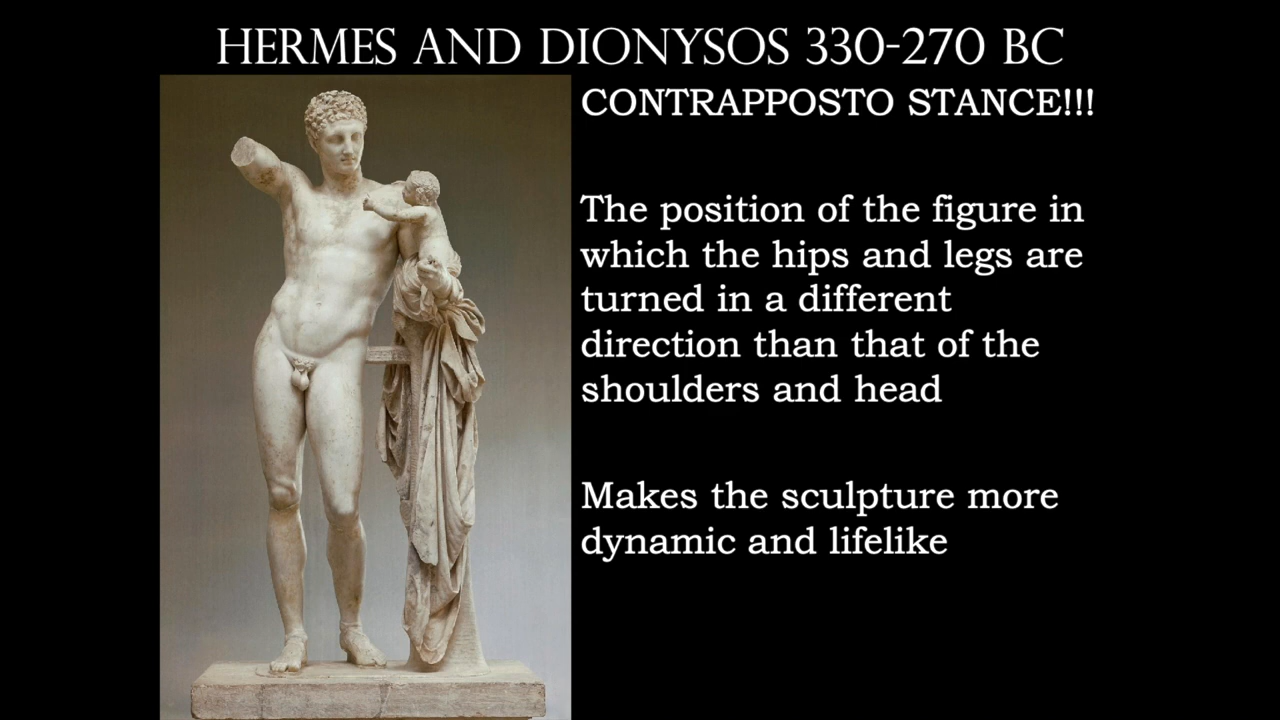 HERMES AND DIONYSOS 330-270 BC
CONTRAPPOSTO STANCE!!!
The position of the figure in
which the hips and legs are
turned in a different
direction than that of the
shoulders and head
Makes the sculpture more
dynamic and lifelike